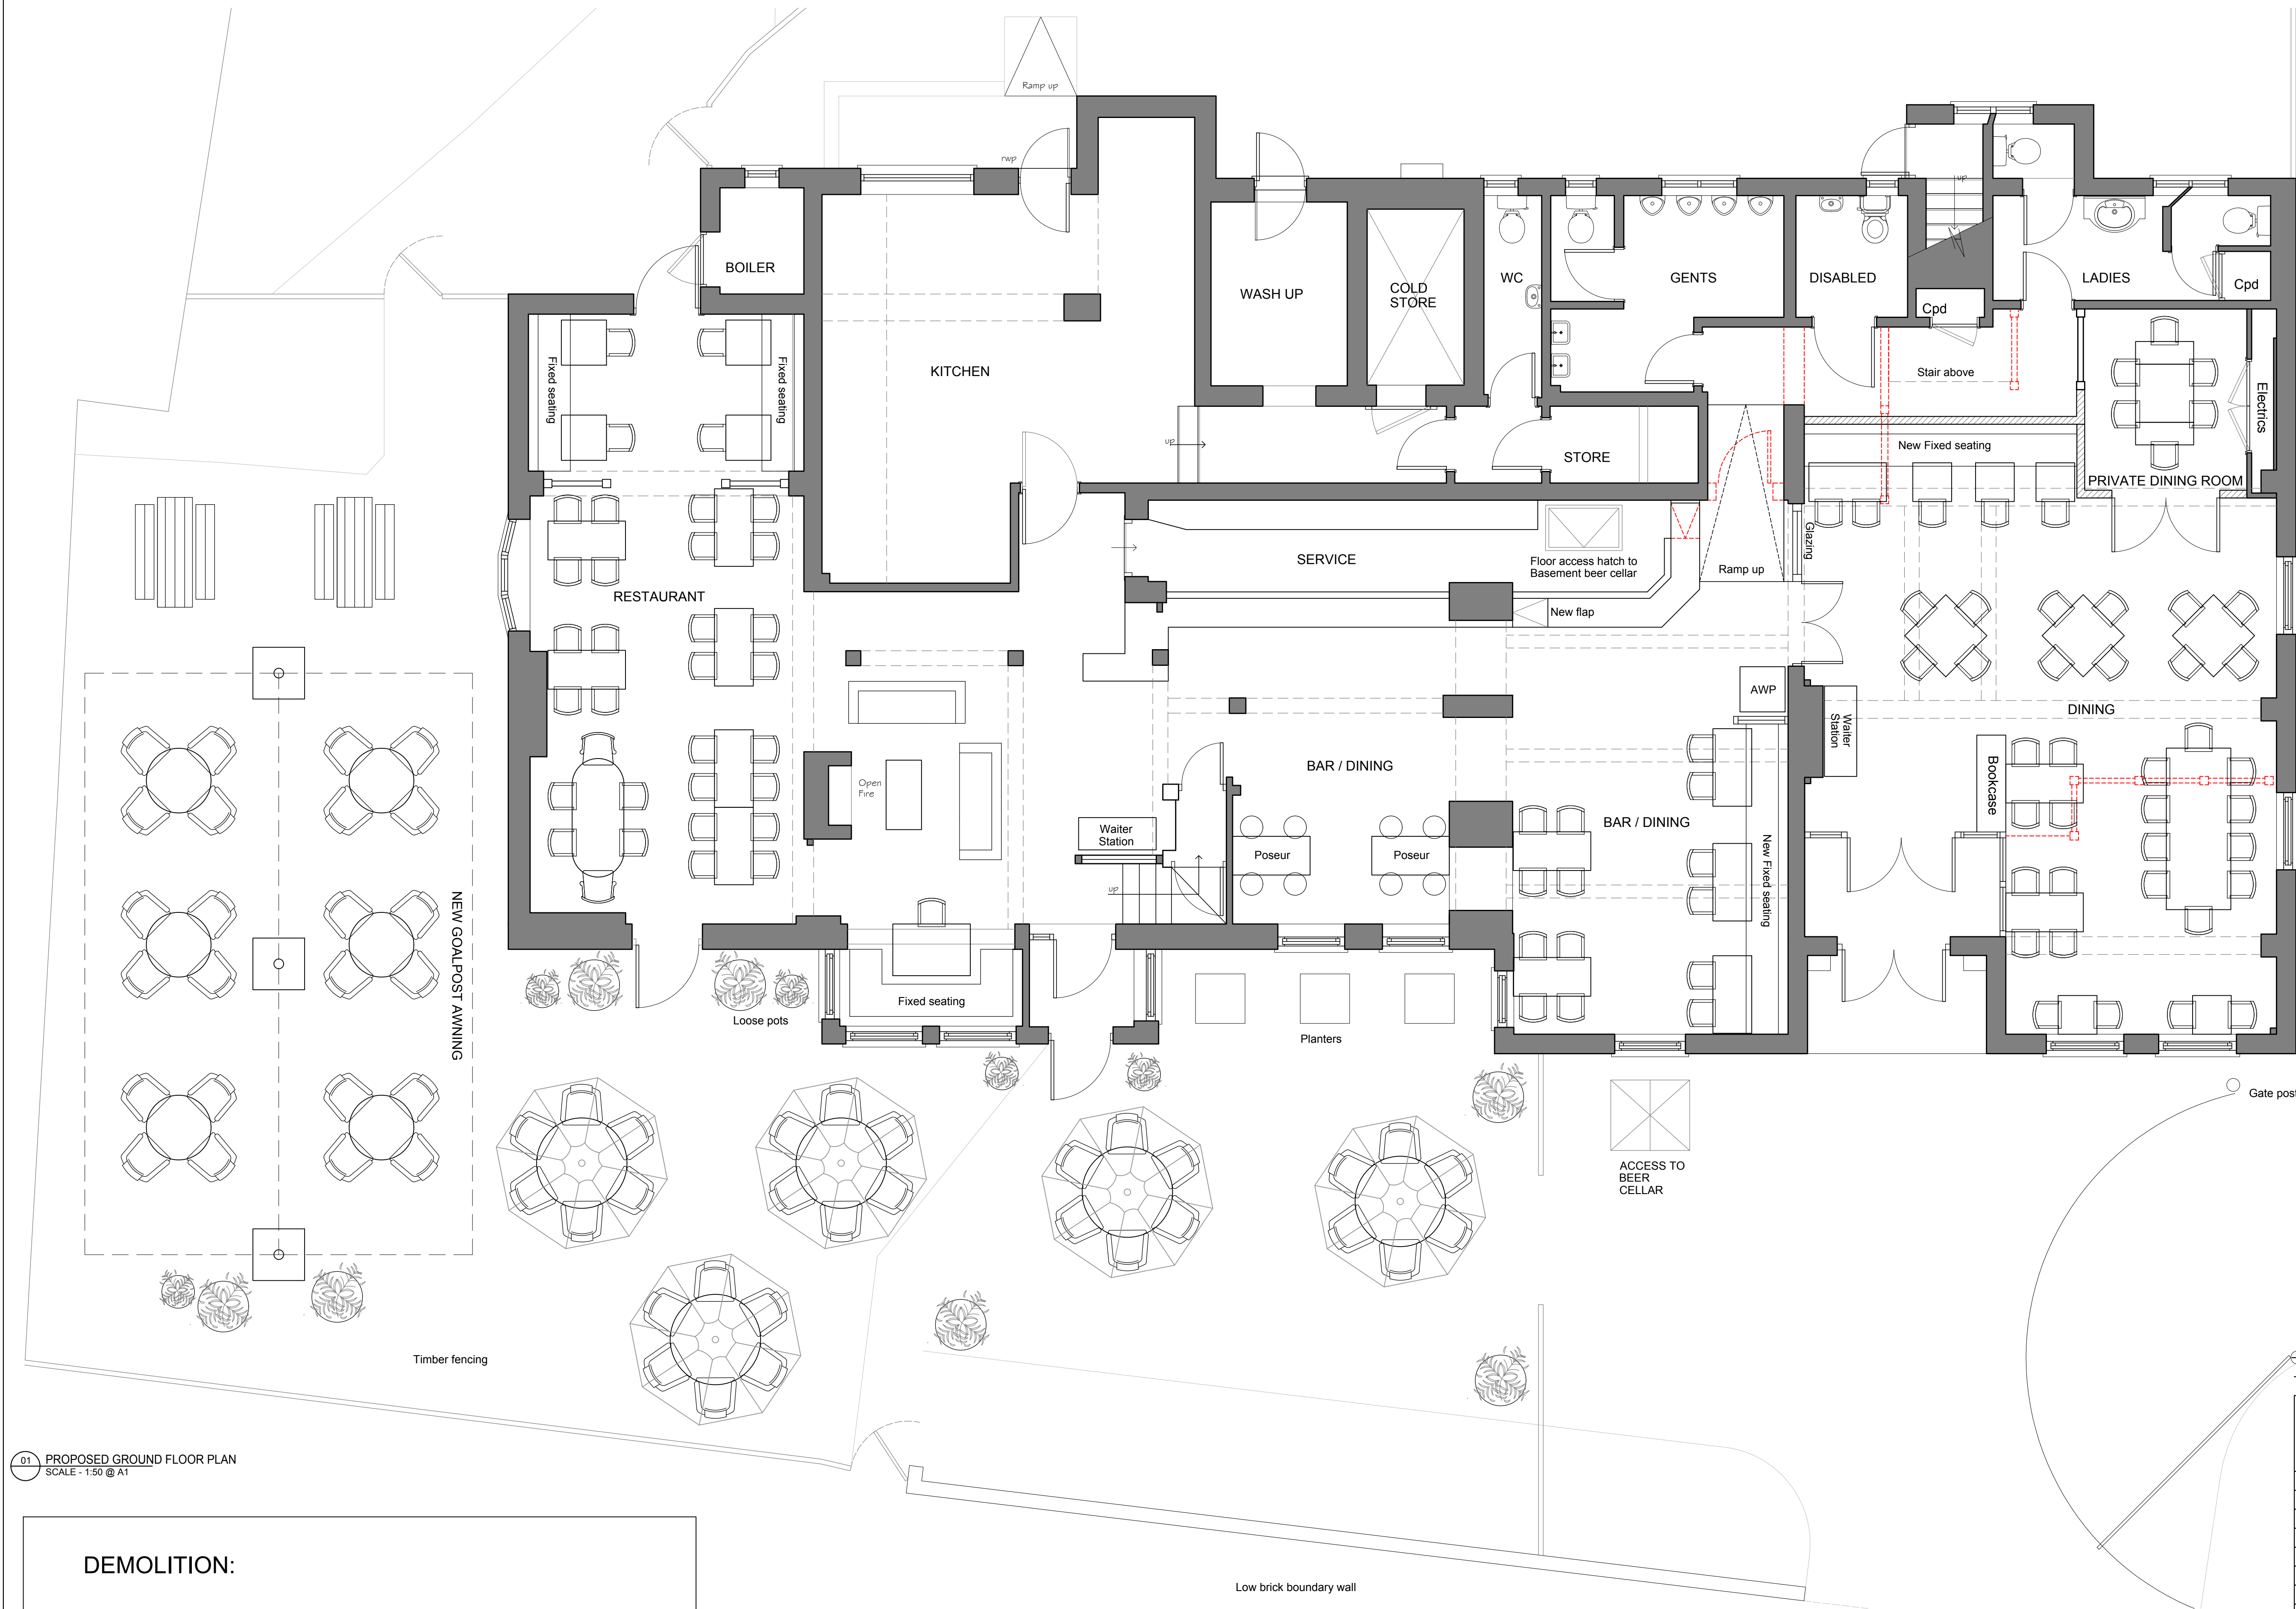 Ramp up
rwp
up
BOILER
WASH UP
COLD
STORE
WC
GENTS
DISABLED
LADIES
Cpd
Cpd
KITCHEN
Fixed seating
Fixed seating
Stair above
Electrics
up
STORE
New Fixed seating
PRIVATE DINING ROOM
SERVICE
Floor access hatch to
Basement beer cellar
Ramp up
Glazing
RESTAURANT
New flap
AWP
Waiter
Station
DINING
Open
Fire
BAR / DINING
Bookcase
Waiter
Station
Poseur
Poseur
BAR / DINING
New Fixed seating
up
NEW GOALPOST AWNING
Fixed seating
Loose pots
Planters
Gate post
ACCESS TO
BEER
CELLAR
Timber fencing
01
PROPOSED GROUND FLOOR PLAN
SCALE - 1:50 @ A1
DEMOLITION:
Low brick boundary wall